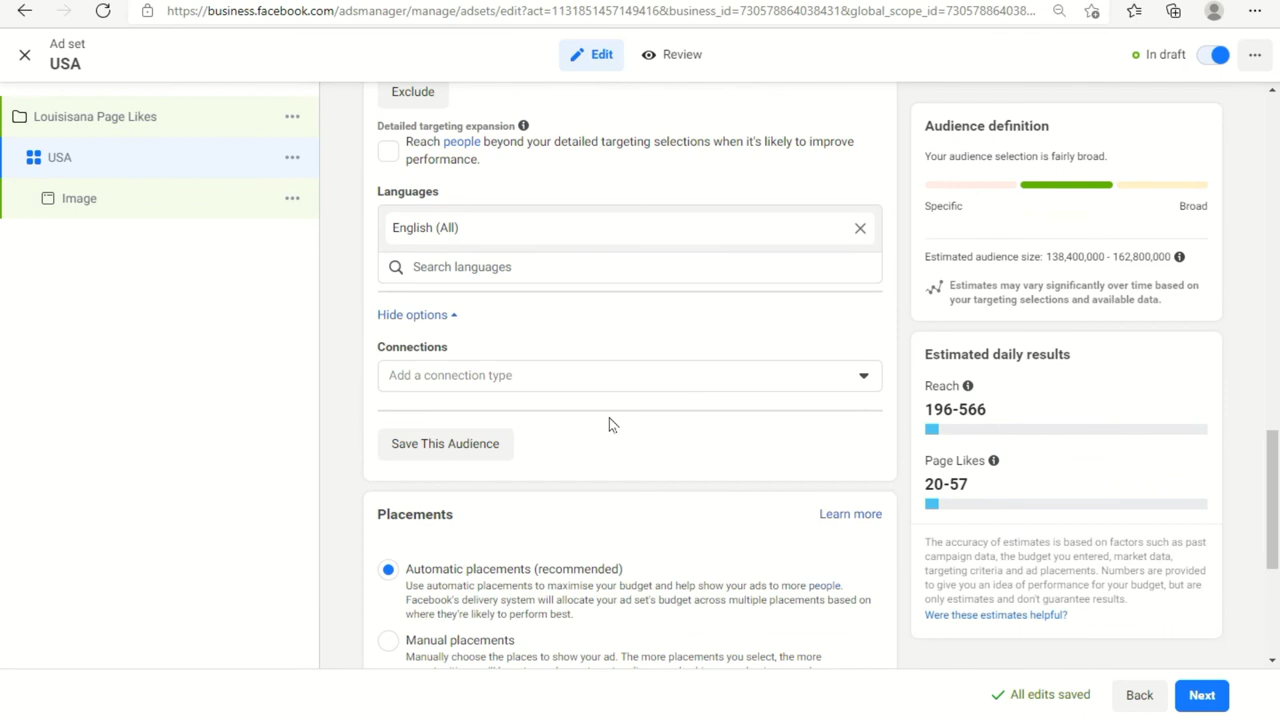 https://business.facebook.com/adsmanager/manage/adsets/edit?act=1131851457149416&business_id=730578864038431&global_scope_id=730578864038...
Ad set
USA
Edit
Review
In draft
Louisisana Page Likes
USA
Image
Exclude
Detailed targeting expansion
Reach people beyond your detailed targeting selections when it's likely to improve
performance.
Languages
English (All)
Search languages
Hide options
Connections
Add a connection type
Save This Audience
Placements
Learn more
Automatic placements (recommended)
Use automatic placements to maximise your budget and help show your ads to more people.
Facebook's delivery system will allocate your ad set's budget across multiple placements based on
where they're likely to perform best.
Manual placements
Manually choose the places to show your ad. The more placements you select, the more
Audience definition
Your audience selection is fairly broad.
Specific
Broad
Estimated audience size: 138,400,000 - 162,800,000
Estimates may vary significantly over time based on
your targeting selections and available data.
Estimated daily results
Reach
196-566
Page Likes
20-57
The accuracy of estimates is based on factors such as past
campaign data, the budget you entered, market data,
targeting criteria and ad placements. Numbers are provided
to give you an idea of performance for your budget, but are
only estimates and don't guarantee results.
Were these estimates helpful?
All edits saved
Back
Next